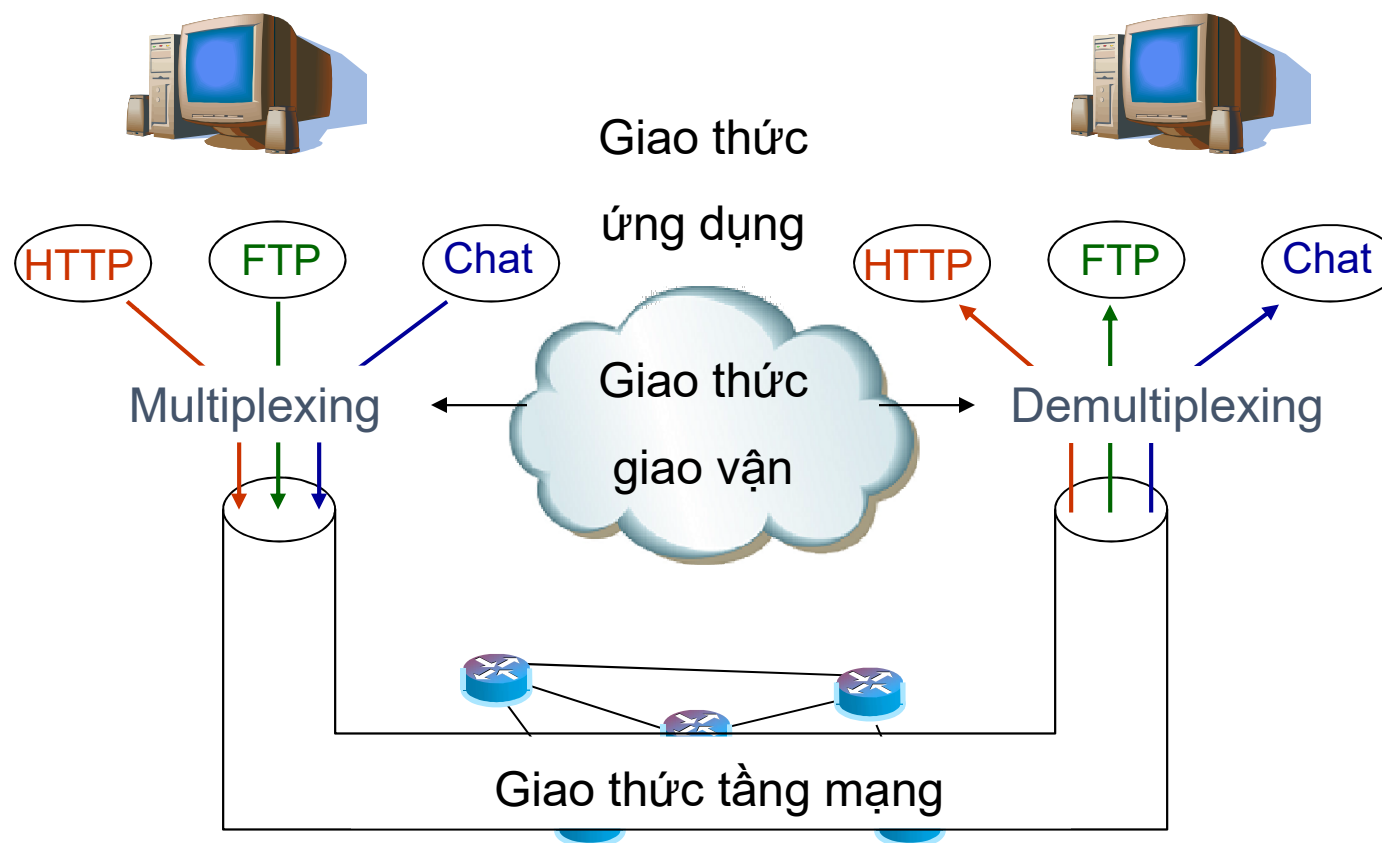 Giao thức
ứng dụng
HTTP
FTP
Chat
HTTP
FTP
Chat
Multiplexing
Giao thức
giao vận
Demultiplexing
Giao thức tầng mạng